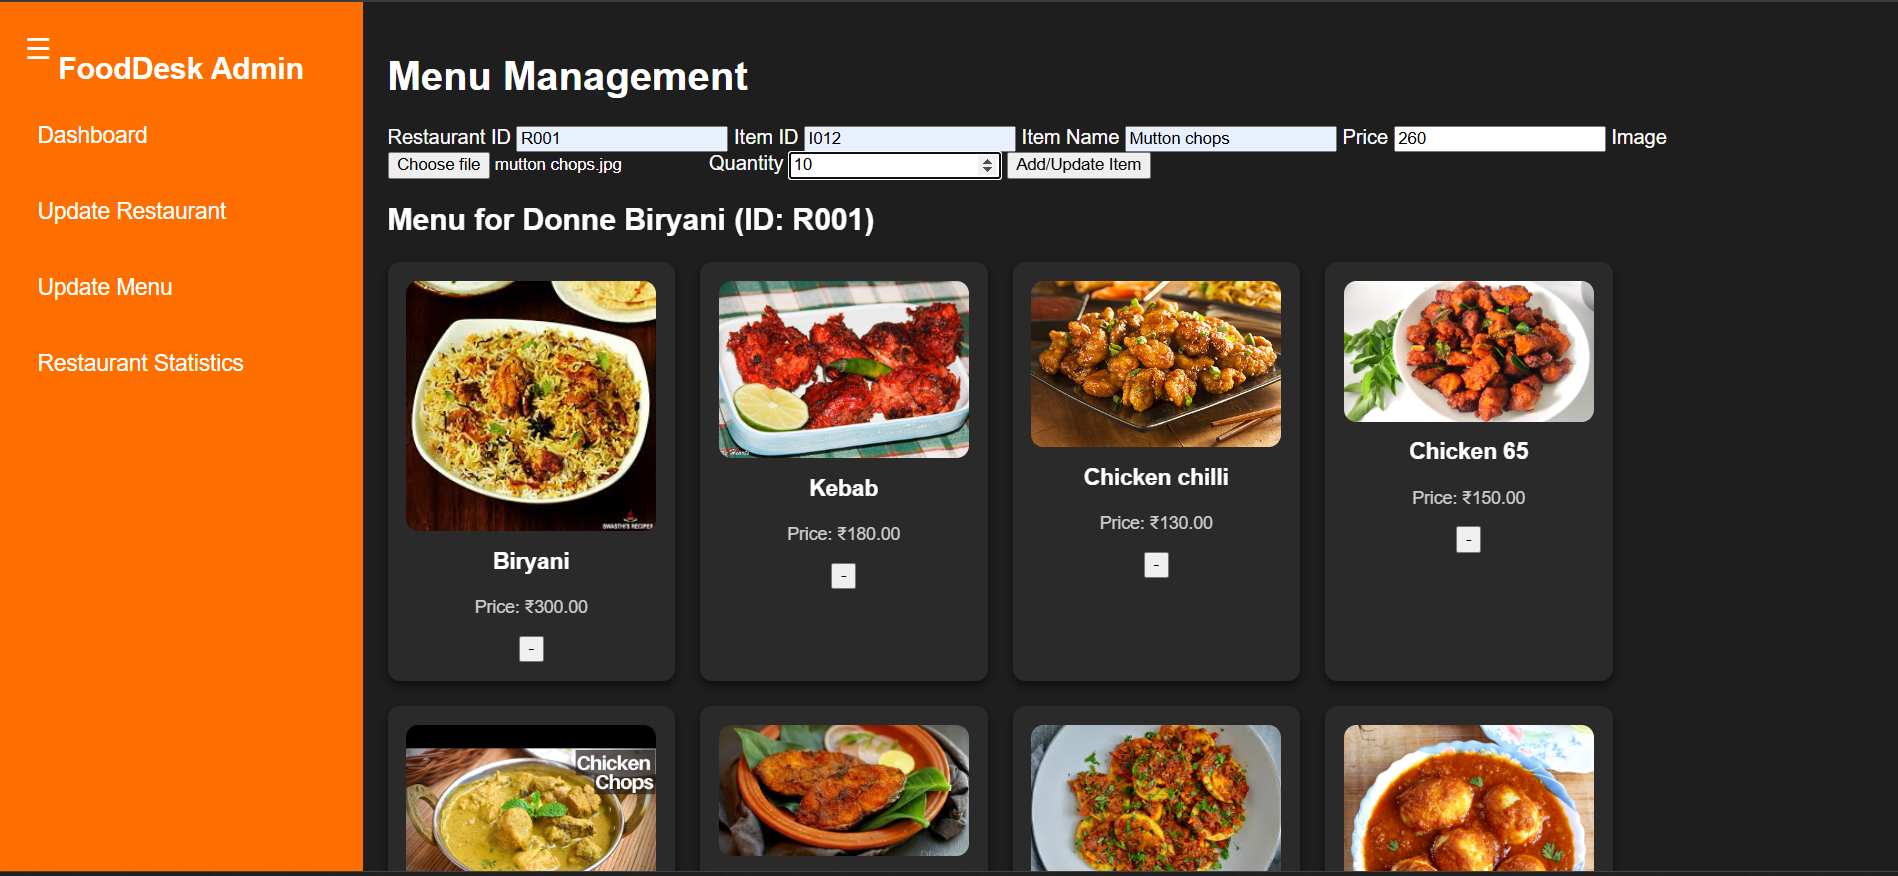 ☰
FoodDesk Admin
Dashboard
Update Restaurant
Update Menu
Restaurant Statistics
Menu Management
Restaurant ID R001 Item ID I012 Item Name Mutton chops Price 260 Image
Choose file mutton chops.jpg Quantity 10 Add/Update Item
Menu for Donne Biryani (ID: R001)
SWASTHI'S RECIPES
Biryani
Price: ₹300.00
-
Kebab
Price: ₹180.00
-
Chicken chilli
Price: ₹130.00
-
Chicken 65
Price: ₹150.00
-
Chicken
Chops